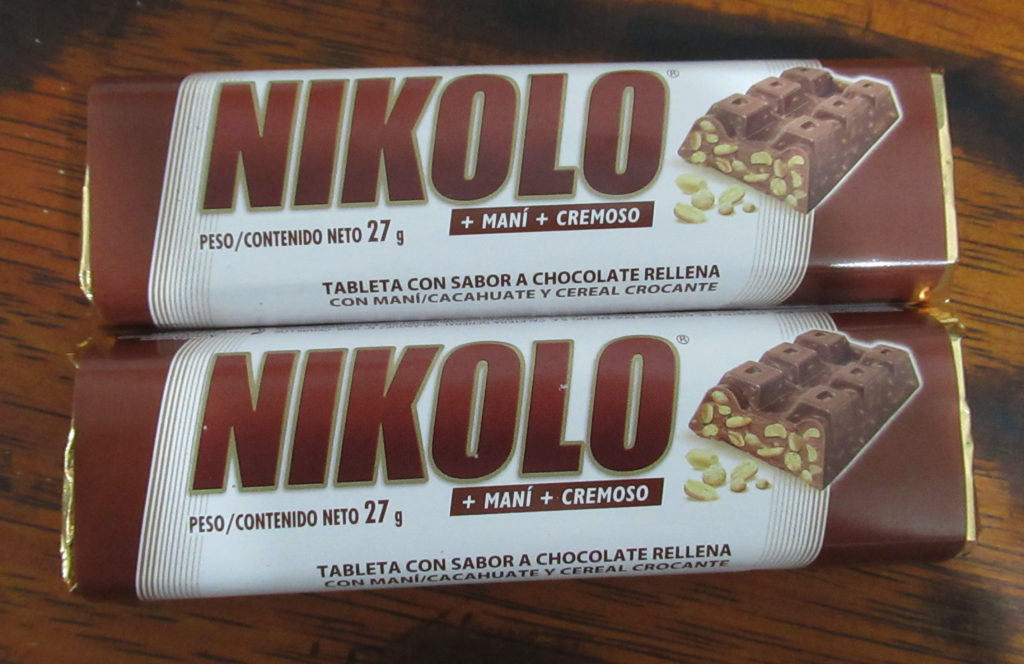 NIKOLO®
+ MANÍ + CREMOSO
PESO/CONTENIDO NETO 27 g
TABLETA CON SABOR A CHOCOLATE RELLENA
CON MANÍ/CACAHUATE Y CEREAL CROCANTE
NIKOLO®
+ MANÍ + CREMOSO
PESO/CONTENIDO NETO 27 g
TABLETA CON SABOR A CHOCOLATE RELLENA
CON MANÍ/CACAHUATE Y CEREAL CROCANTE